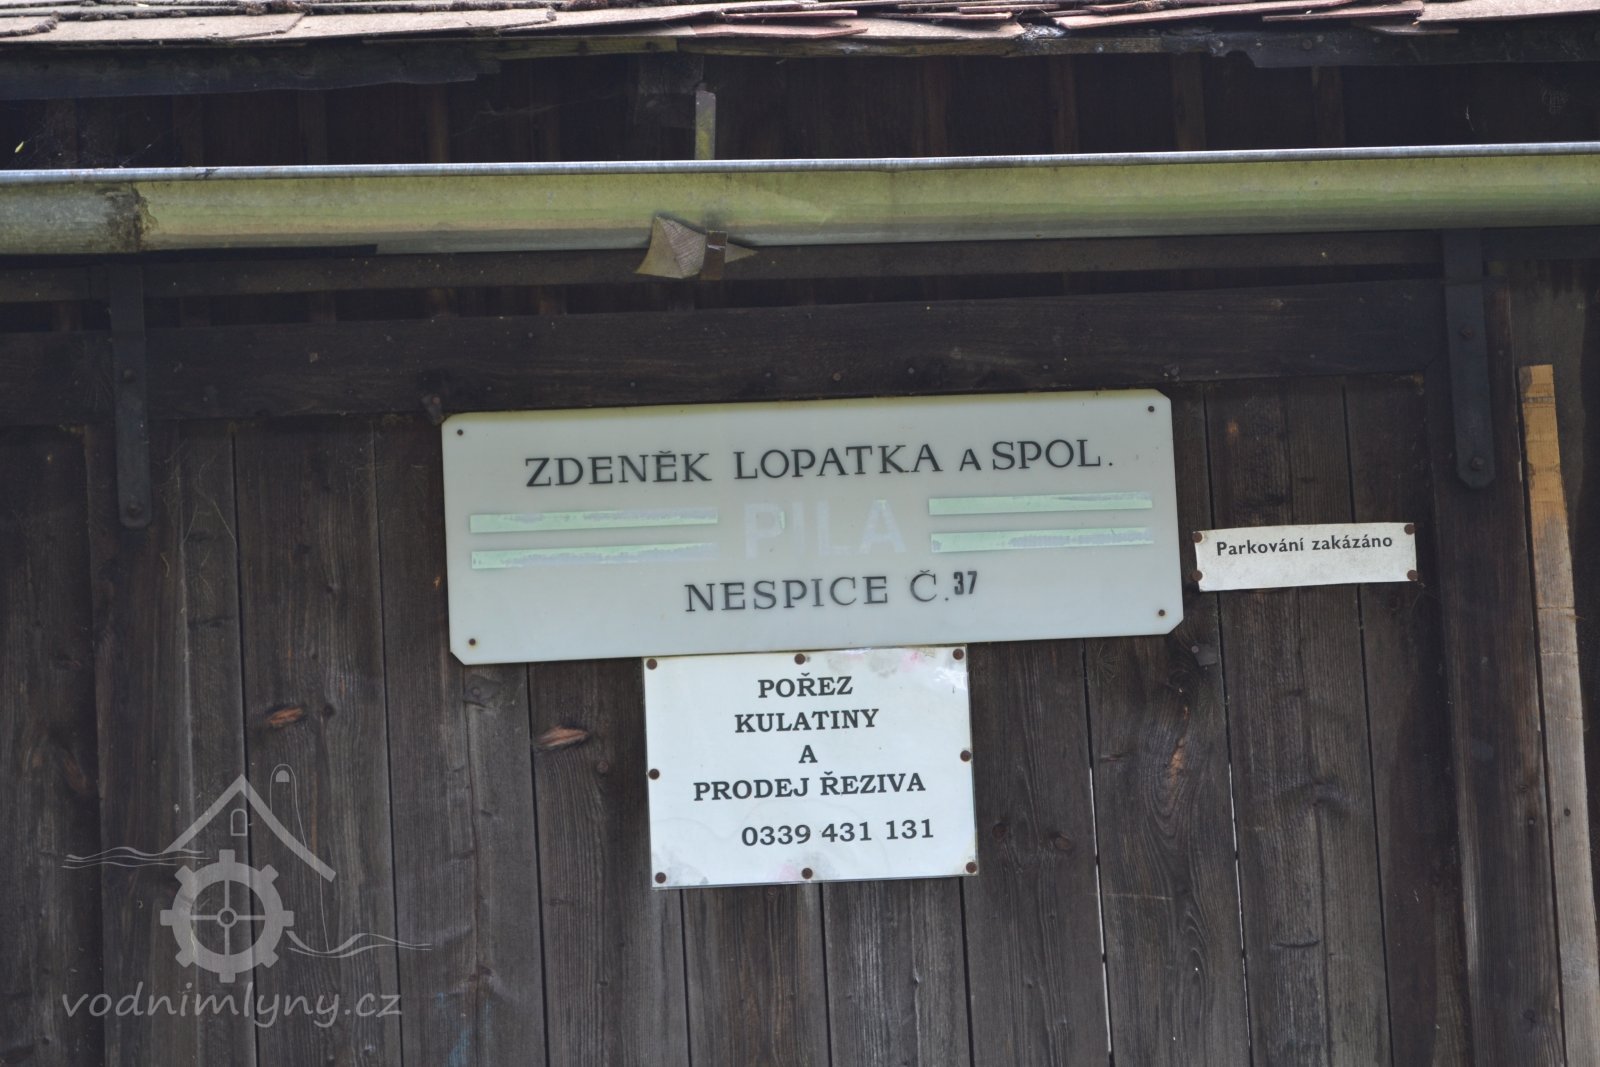 ZDENĚK LOPATKA A SPOL.
PILA
NESPICE Č.37
Parkování zakázáno
POŘEZ
KULATINY
A
PRODEJ ŘEZIVA
0339 431 131
vodnimlyny.cz